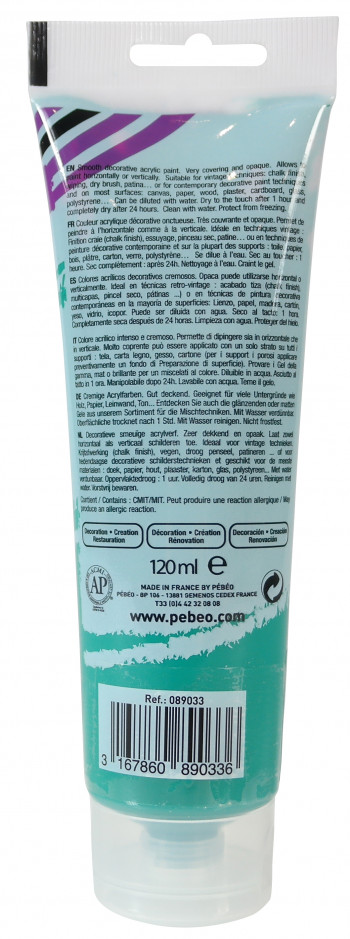 EN Smooth decorative acrylic paint. Very covering and opaque. Allows to
paint horizontally or vertically. Suitable for vintage techniques: chalk finish,
wiping, dry brush, patina... or for contemporary decorative paint techniques
and on most surfaces: canvas, paper, wood, plaster, cardboard, glass,
polystyrene... Can be diluted with water. Dry to the touch after 1 hour and
completely dry after 24 hours. Clean with water. Protect from freezing.
FR Couleur acrylique décorative onctueuse. Très couvrante et opaque. Permet de
peindre à l'horizontale comme à la verticale. Idéale en techniques vintage :
Finition craie (chalk finish), essuyage, pinceau sec, patine... ou en techniques de
peinture décorative contemporaine et sur la plupart des supports : toile, papier,
bois, plâtre, carton, verre, polystyrène... Se dilue à l'eau. Sec au toucher : 1
heure. Sec complètement : après 24h. Nettoyage à l'eau. Craint le gel.
ES Colores acrílicos decorativos cremosos. Opaca puede utilizarse horizontal o
verticalmente. Ideal en técnicas retro-vintage : acabado tiza (chalk finish),
multicapas, pincel seco, pátinas ...) o en técnicas de pintura decorativa
contemporáneas en la mayoría de superficies: Lienzo, papel, madera, cartón,
yeso, vidrio, icopor. Puede ser diluida con agua. Seco al tacto: 1 hora.
Completamente seca después de 24 horas. Limpieza con agua. Proteger del hielo.
IT Colore acrilico intenso e cremoso. Permette di dipingere sia in orizzontale che
in verticale. Molto coprente può essere applicato con un solo strato su tutti i
supporti : tela, carta legno, gesso, cartone (per i support i porosi applicare
preventivamente un fondo di Preparazione di superficie). Provare i Gel della
gamma, mat o brillante per un miscelati al colore. Diluibile in acqua. Asciutto al
tatto in 1 ora. Manipolabile dopo 24h. Lavabile con acqua. Teme il gelo.
DE Cremige Acrylfarben. Gut deckend. Geeignet für viele Untergründe wie
Holz, Papier, Leinwand, Ton... Entdecken Sie auch die glänzenden oder matten
Gele aus unserem Sortiment für die Mischtechniken. Mit Wasser verdünnbar.
Oberflächliche trocknet nach 1 Std. Mit Wasser reinigen. Nicht frostfest.
NL Decoratieve smeuïge acrylverf. Zeer dekkend en opaak. Laat zowel
horizontaal als verticaal schilderen toe. Ideaal voor vintage technieken:
Krijtafwerking (chalk finish), vegen, droog penseel, patineren ... of voor
hedendaagse decoratieve schildertechnieken en geschikt voor de meeste
materialen : doek, papier, hout, plaaster, karton, glas, polystyreen... Met water
verdunbaar. Oppervlaktedroog : 1 uur. Volledig droog van 24 uren. Reinigen met
water. Vorstvrij bewaren.
Contient / Contains : CMIT/MIT. Peut produire une réaction allergique / May
produce an allergic reaction.
Decoration - Creation
Restauration
Décoration - Création
Rénovation
Decoración - Creación
Renovación
120 ml e
ACMI
AP
MADE IN FRANCE BY PÉBÉO
PÉBÉO - BP 106 - 13881 GEMENOS CEDEX FRANCE
T33 (0)4 42 32 08 08
www.pebeo.com
Ref.: 089033
3 167860 890336